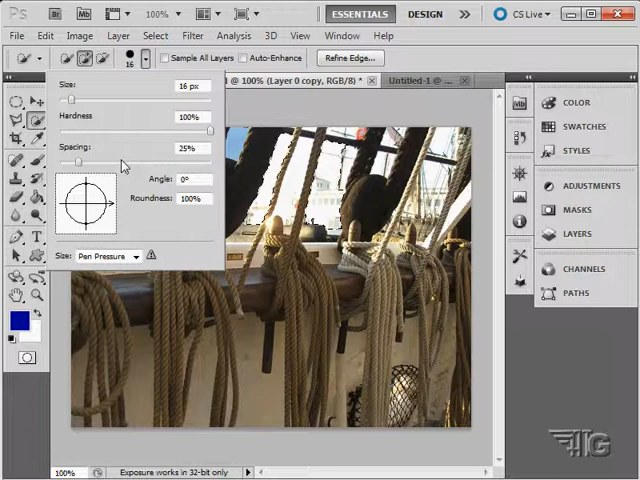 Ps Br Mb 100% ESSENTIALS DESIGN >> CS Live
File Edit Image Layer Select Filter Analysis 3D View Window Help
16 Sample All Layers Auto-Enhance Refine Edge...
Size: 16 px
@ 100% (Layer 0 copy, RGB/8) *
Untitled-1 @ ...
Hardness 100%
Spacing: 25%
Angle: 0°
Roundness: 100%
Size: Pen Pressure
COLOR
SWATCHES
STYLES
ADJUSTMENTS
MASKS
LAYERS
CHANNELS
PATHS
T
100% Exposure works in 32-bit only